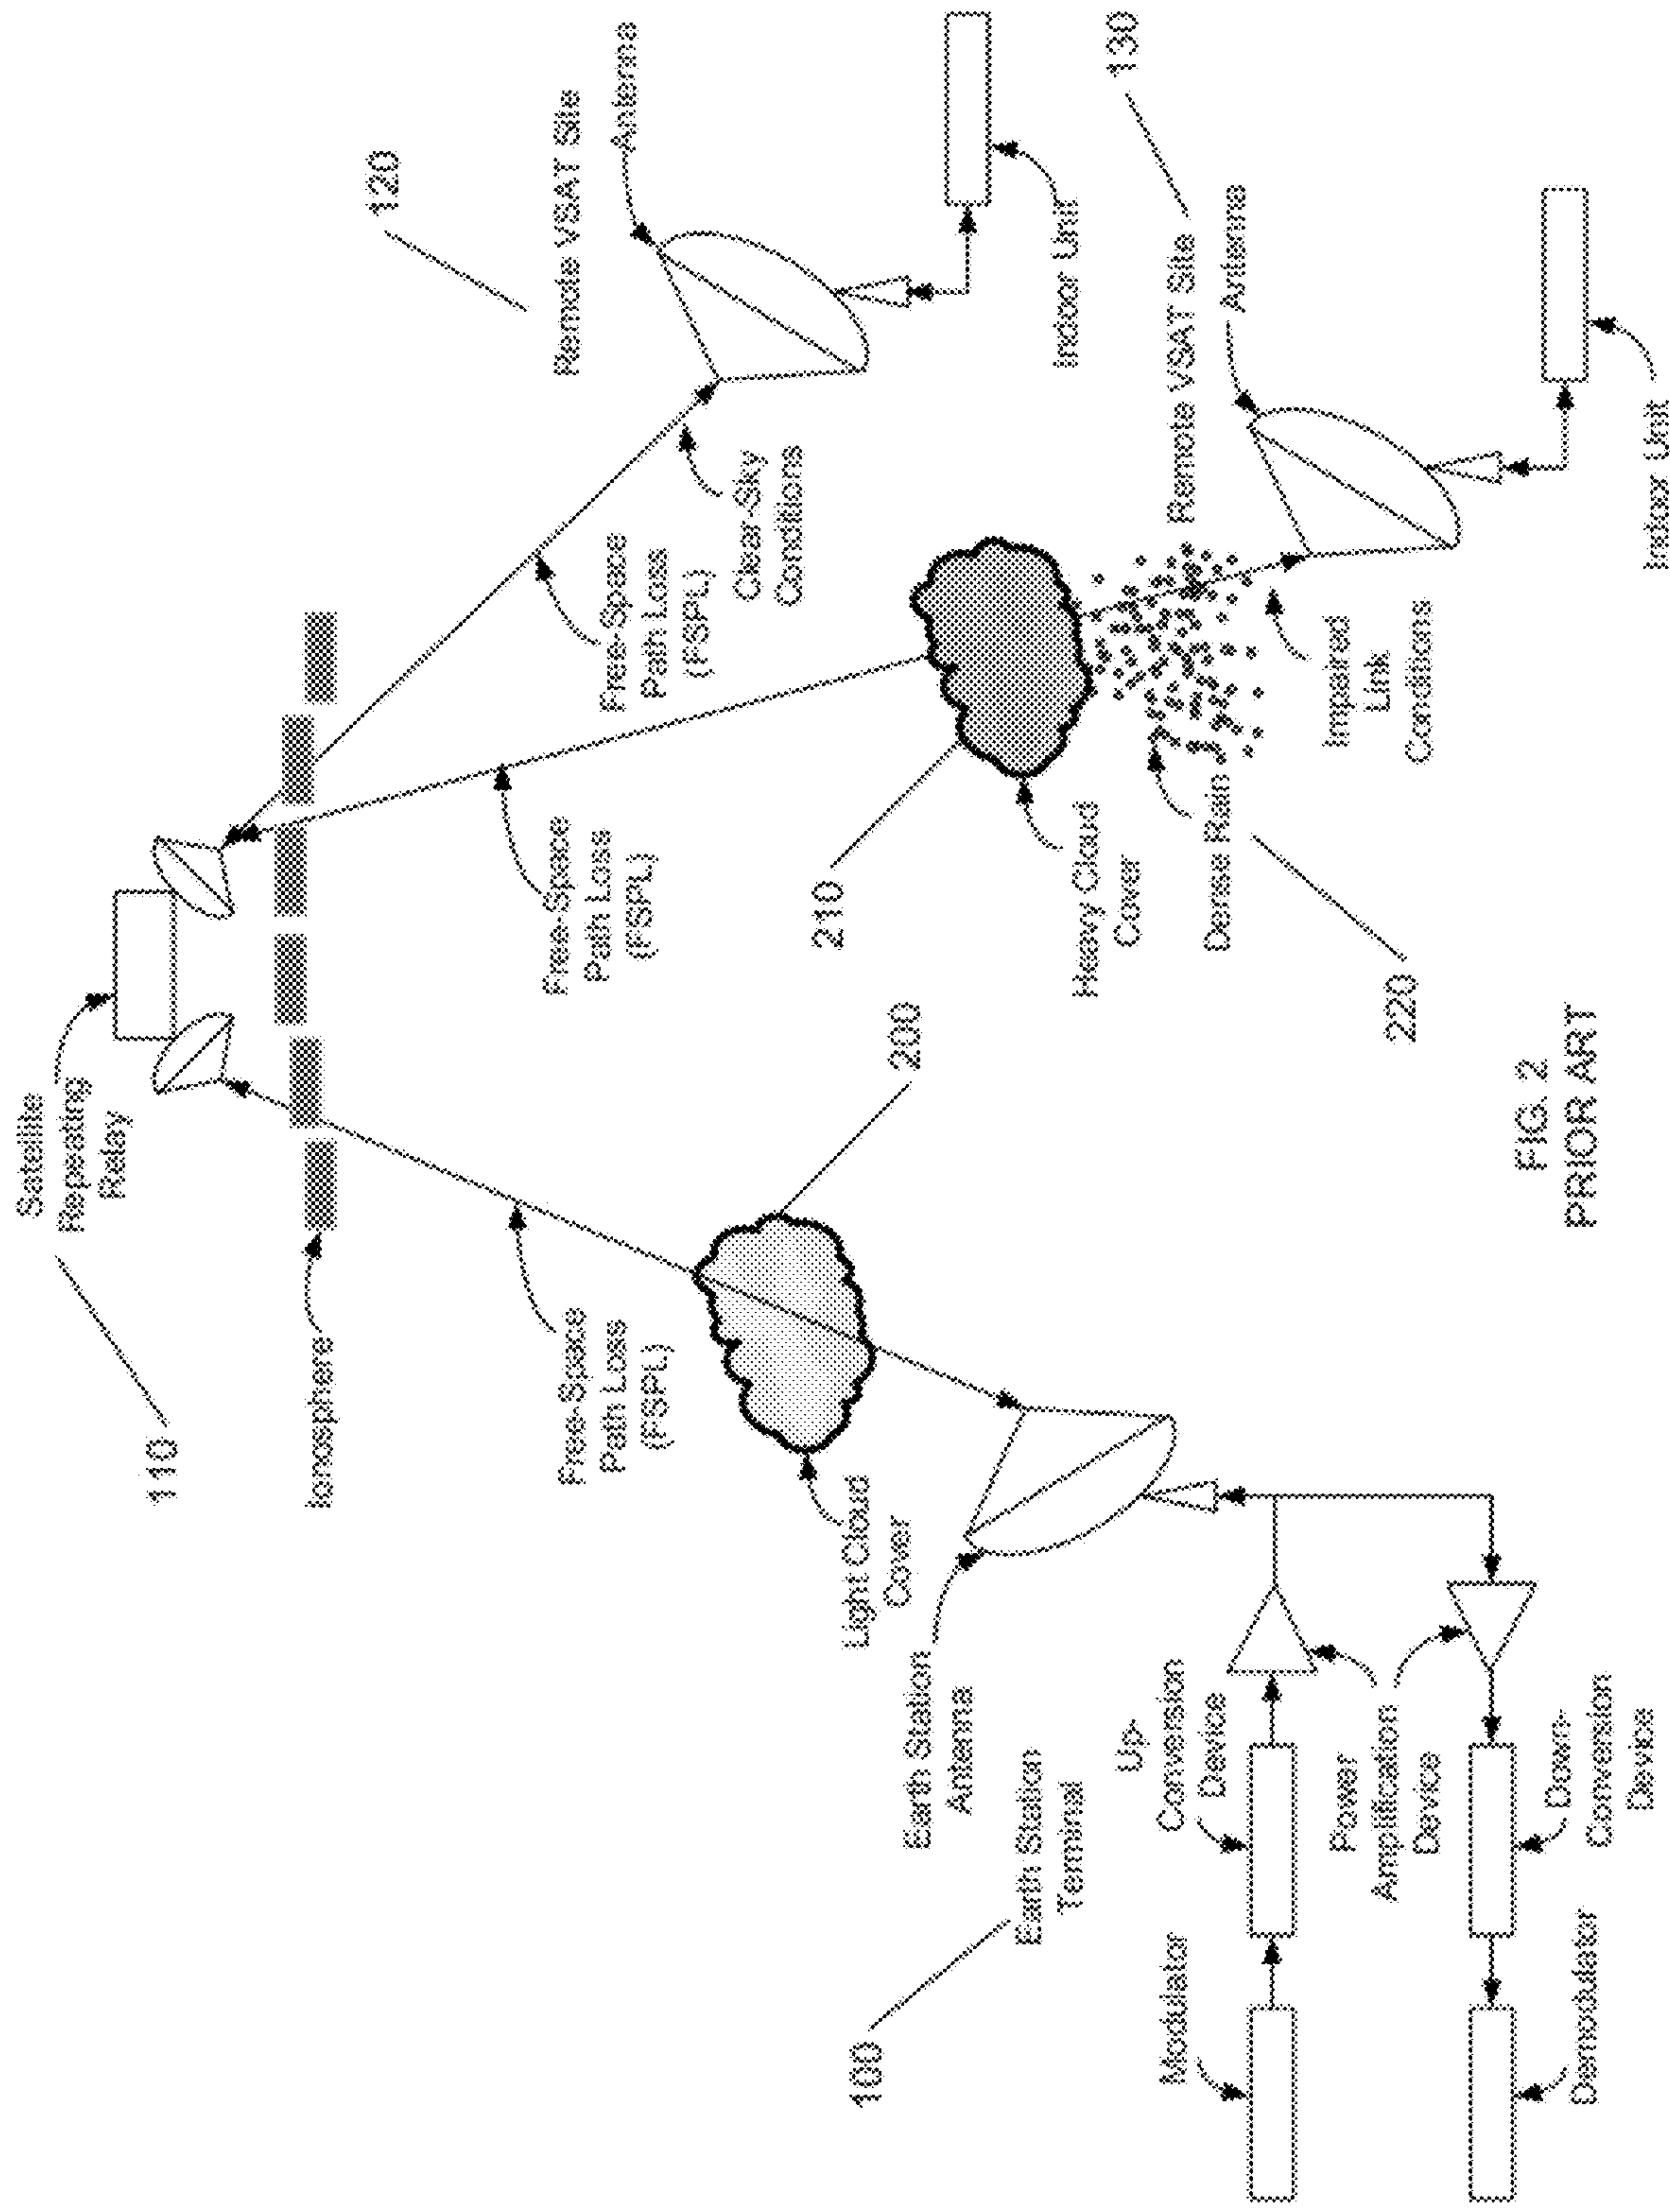 Satellite
Repeating
Relay
110
Ionosphere
120
Remote VSAT Site
Antenna
Free-Space
Path Loss
(FSPL)
Free-Space
Path Loss
(FSPL)
Free-Space
Path Loss
(FSPL)
Clear-Sky
Conditions
Indoor Unit
200
Light Cloud
Cover
210
Heavy Cloud
Cover
130
Remote VSAT Site
Antenna
Dense Rain
220
Impaired
Link
Conditions
Indoor Unit
Earth Station
Antenna
100
Earth Station
Terminal
Modulator
Up-
Conversion
Device
Power
Amplification
Device
Demodulator
Down-
Conversion
Device
FIG. 2
PRIOR ART